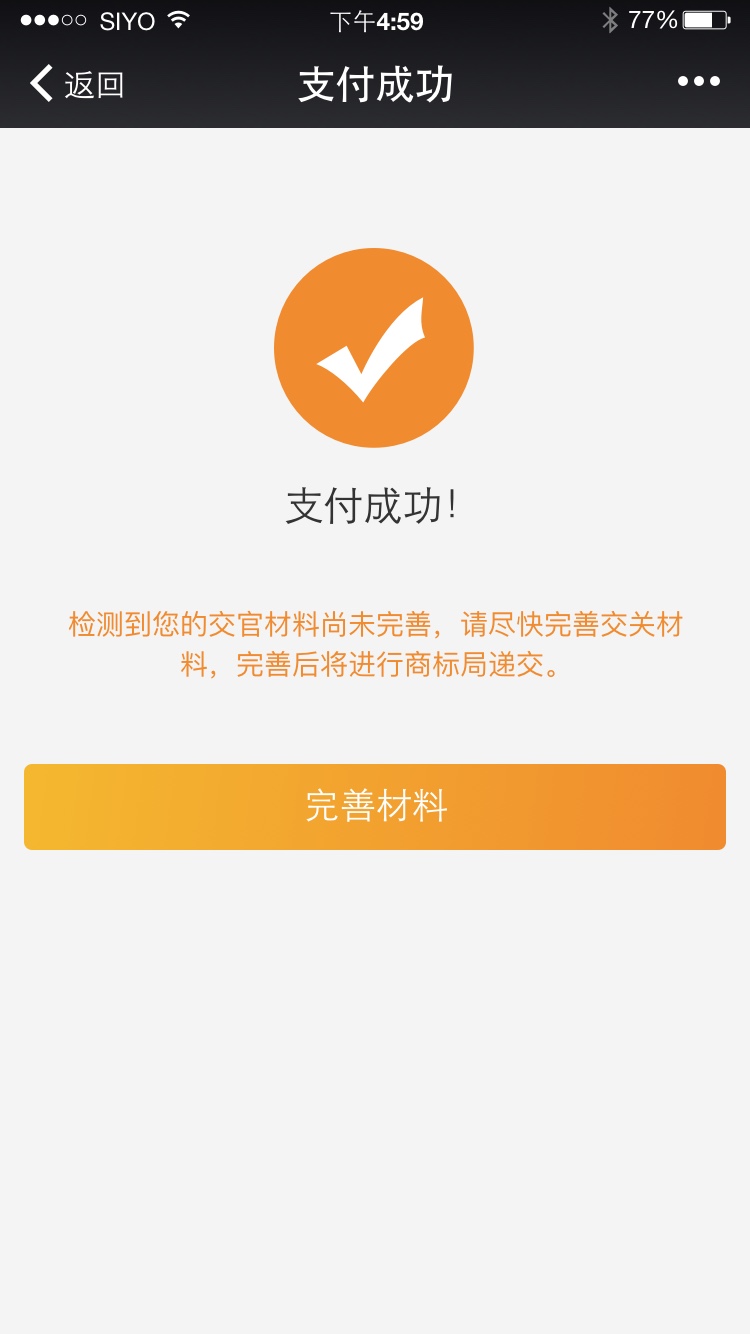 SIYO 下午4:59 77%
返回 支付成功
支付成功!
检测到您的交官材料尚未完善，请尽快完善交关材
料，完善后将进行商标局递交。
完善材料